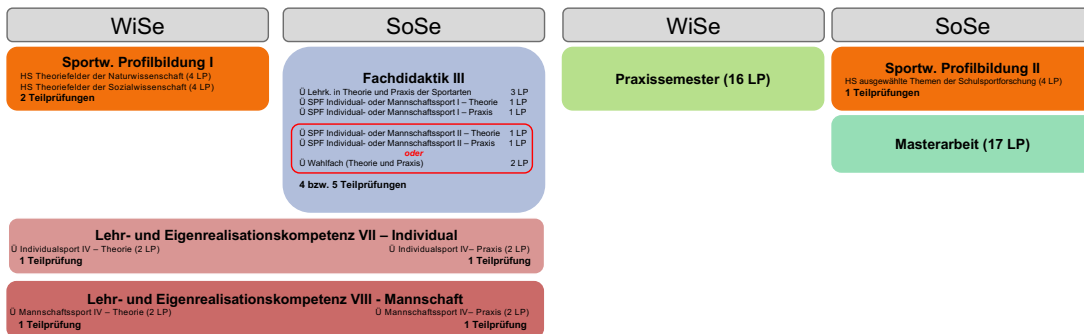 WiSe
SoSe
WiSe
SoSe
Sportw. Profilbildung I
HS Theoriefelder der Naturwissenschaft (4 LP)
HS Theoriefelder der Sozialwissenschaft (4 LP)
2 Teilprüfungen
Fachdidaktik III
Ü Lehrk. in Theorie und Praxis der Sportarten 3 LP
Ü SPF Individual- oder Mannschaftssport I – Theorie 1 LP
Ü SPF Individual- oder Mannschaftssport I – Praxis 1 LP
Ü SPF Individual- oder Mannschaftssport II – Theorie 1 LP
Ü SPF Individual- oder Mannschaftssport II – Praxis 1 LP
oder
Ü Wahlfach (Theorie und Praxis) 2 LP
4 bzw. 5 Teilprüfungen
Praxissemester (16 LP)
Sportw. Profilbildung II
HS ausgewählte Themen der Schulsportforschung (4 LP)
1 Teilprüfungen
Masterarbeit (17 LP)
Lehr- und Eigenrealisationskompetenz VII – Individual
Ü Individualsport IV – Theorie (2 LP) Ü Individualsport IV– Praxis (2 LP)
1 Teilprüfung 1 Teilprüfung
Lehr- und Eigenrealisationskompetenz VIII - Mannschaft
Ü Mannschaftssport IV – Theorie (2 LP) Ü Mannschaftssport IV – Praxis (2 LP)
1 Teilprüfung 1 Teilprüfung